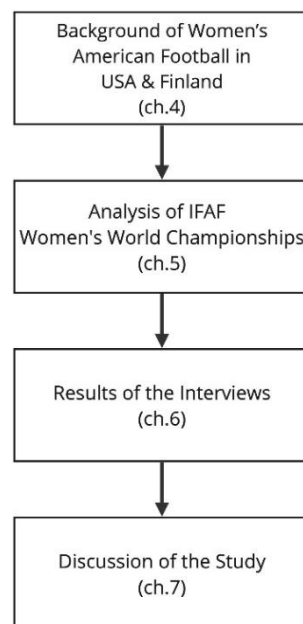 Background of Women’s
American Football in
USA & Finland
(ch.4)
Analysis of IFAF
Women's World Championships
(ch.5)
Results of the Interviews
(ch.6)
Discussion of the Study
(ch.7)